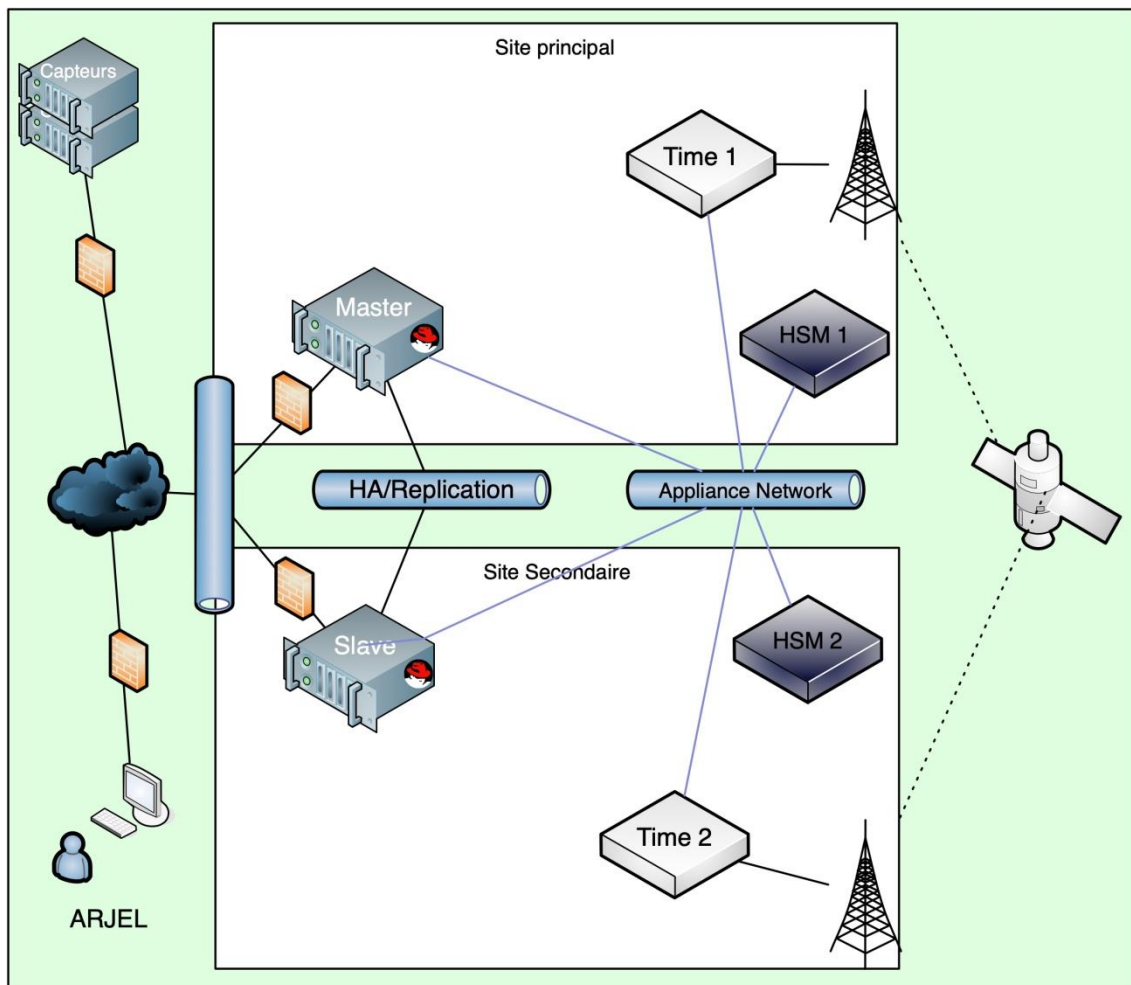 Site principal
Capteurs
Time 1
Master
HSM 1
HA/Replication
Appliance Network
Site Secondaire
Slave
HSM 2
Time 2
ARJEL